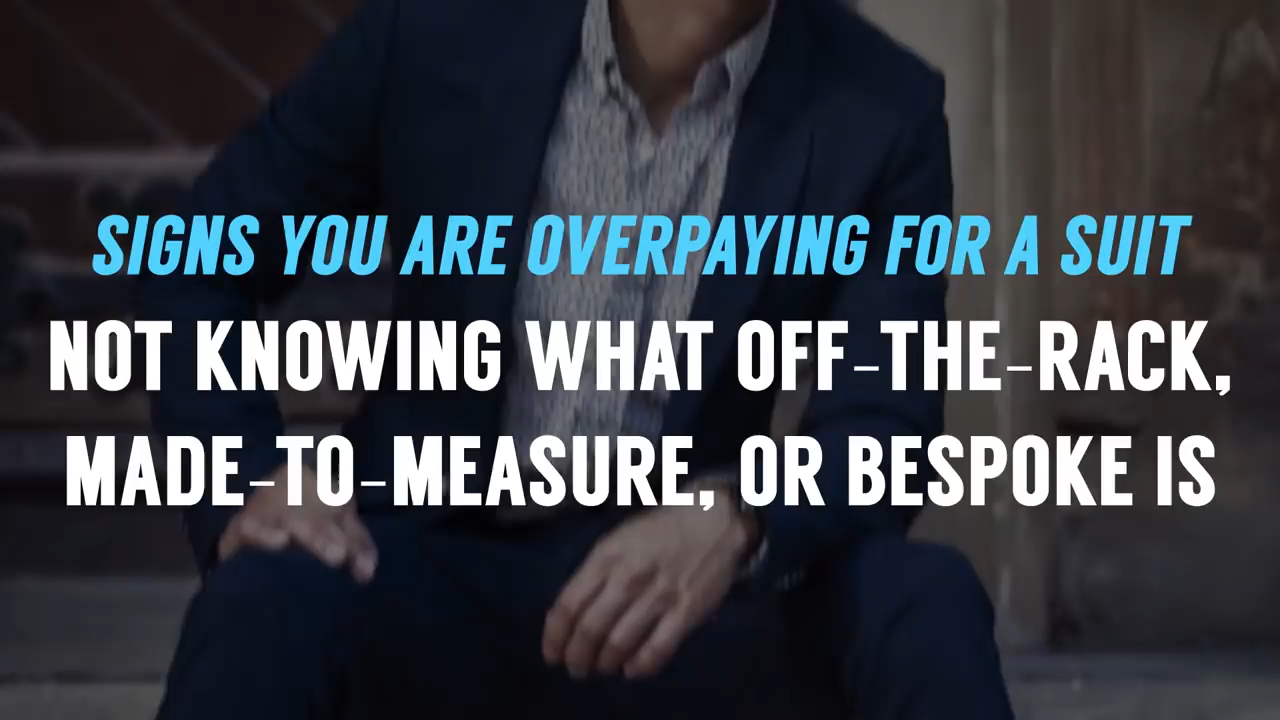 SIGNS YOU ARE OVERPAYING FOR A SUIT
NOT KNOWING WHAT OFF-THE-RACK,
MADE-TO-MEASURE, OR BESPOKE IS